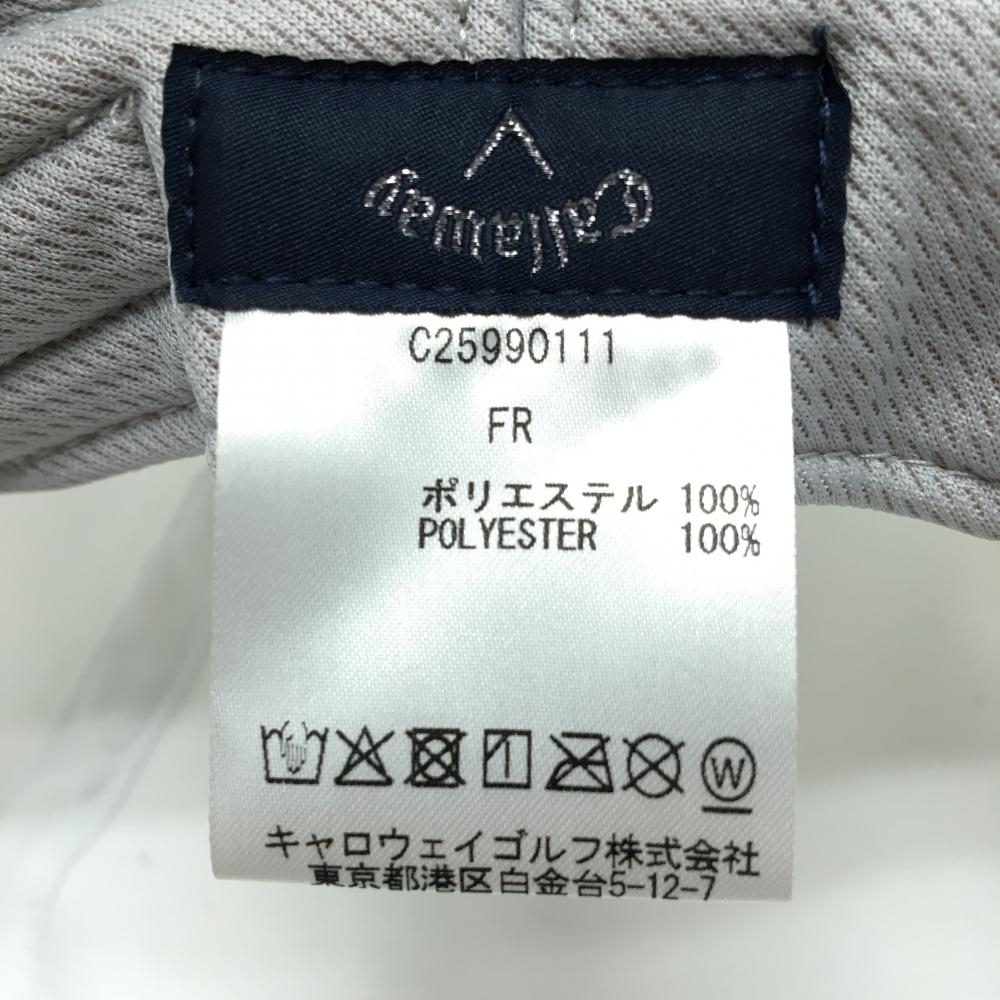 Callaway
C25990111
FR
ポリエステル 100%
POLYESTER 100%
W
キャロウェイゴルフ株式会社
東京都港区白金台5-12-7